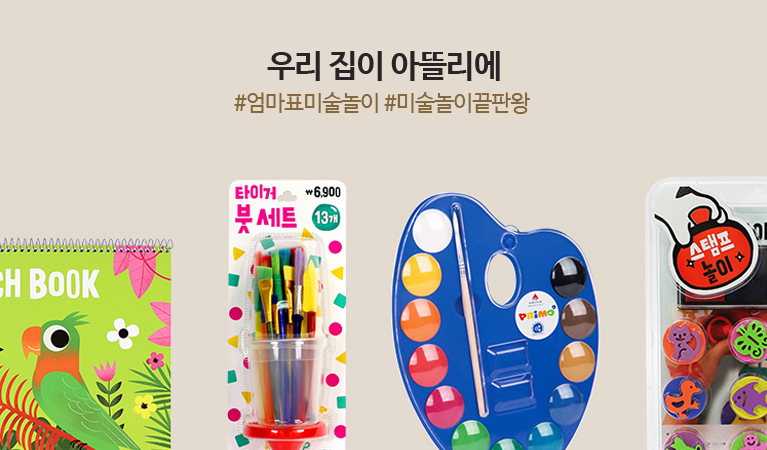 우리 집이 아뜰리에
#엄마표미술놀이 #미술놀이끝판왕
CH BOOK
타이거 ₩6,900
붓세트 13개
PRIMO
스탬프
놀이